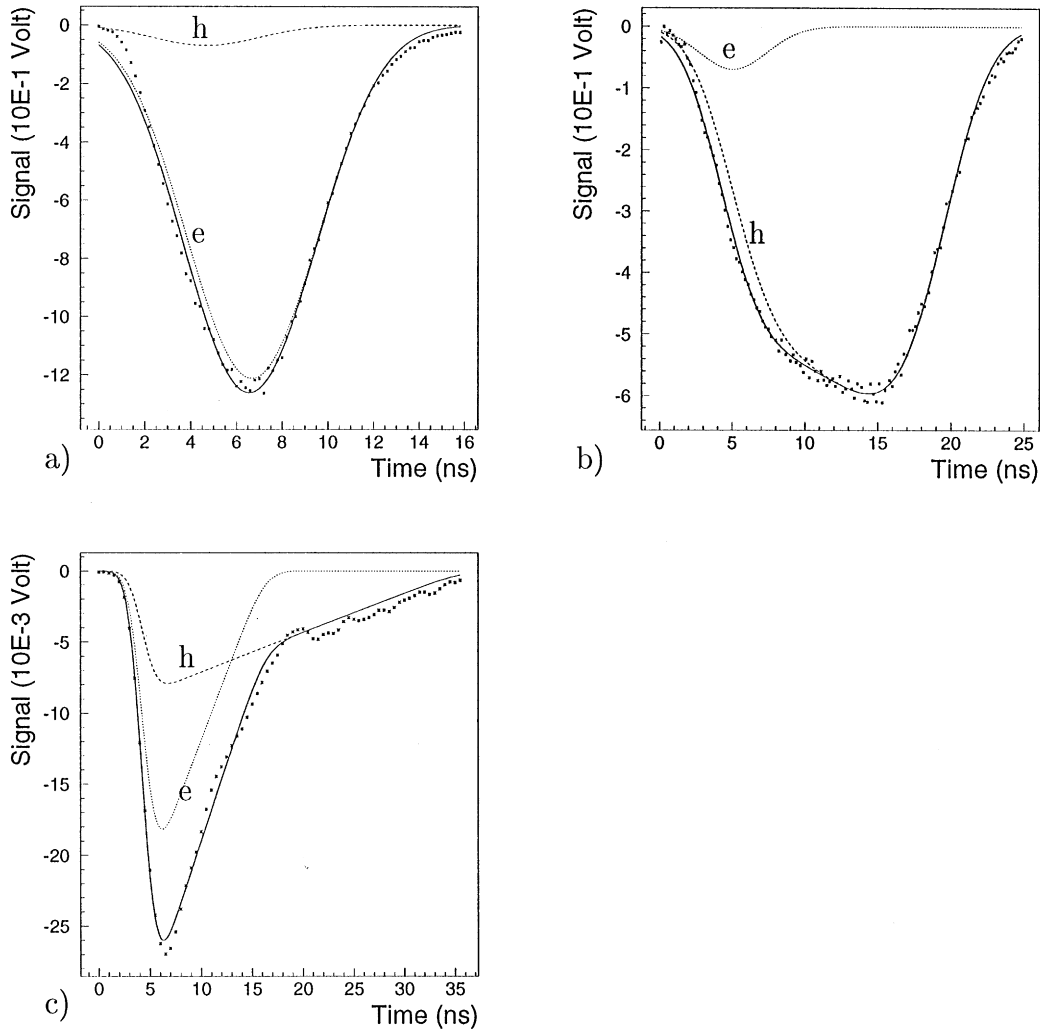 0
-2
-4
-6
-8
-10
-12
0 2 4 6 8 10 12 14 16
Signal (10E-1 Volt)
Time (ns)
h
e
a)
0
-1
-2
-3
-4
-5
-6
0 5 10 15 20 25
Signal (10E-1 Volt)
Time (ns)
e
h
b)
0
-5
-10
-15
-20
-25
0 5 10 15 20 25 30 35
Signal (10E-3 Volt)
Time (ns)
h
e
c)